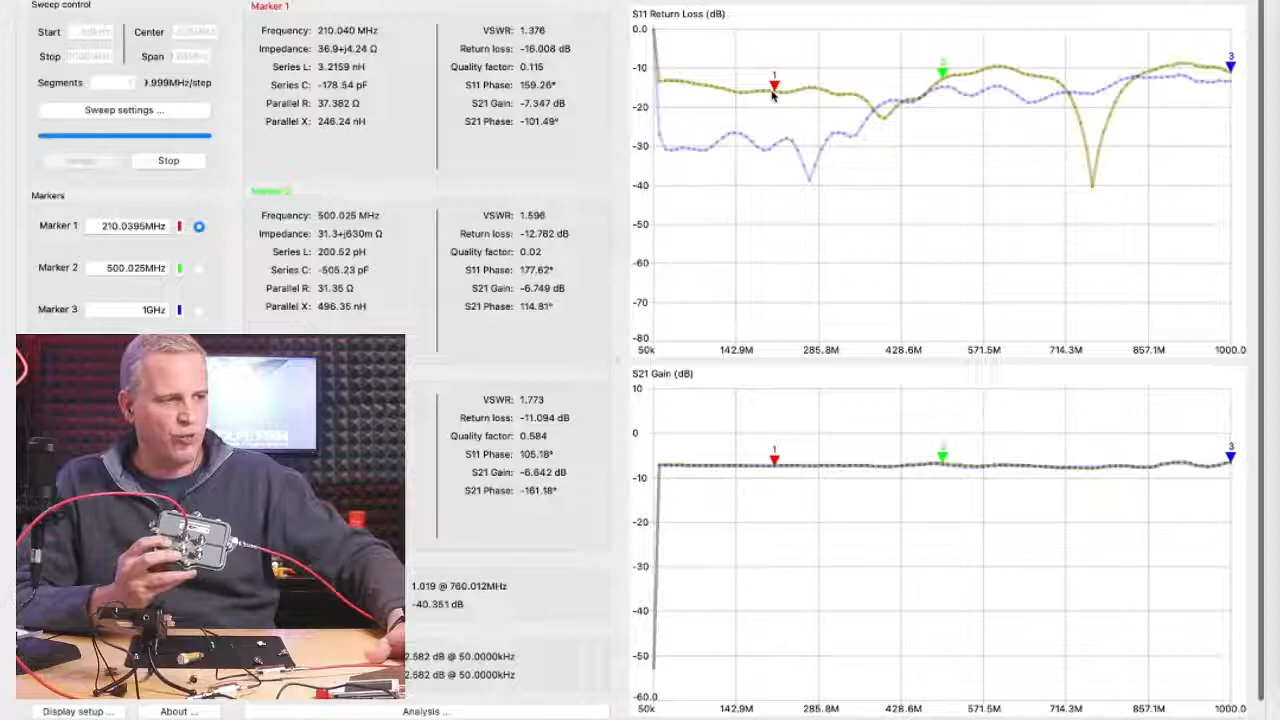 Sweep control
Start
Center
Stop
Span
Segments
1
9.999MHz/step
Sweep settings ...
Stop
Markers
Marker 1 210.0395MHz
Marker 2 500.025MHz
Marker 3 1GHz
Display setup ...
About ...
Analysis ...
Marker 1
Frequency: 210.040 MHz
Impedance: 36.9+j4.24 Ω
Series L: 3.2159 nH
Series C: -178.54 pF
Parallel R: 37.382 Ω
Parallel X: 246.24 nH
VSWR: 1.376
Return loss: -16.008 dB
Quality factor: 0.115
S11 Phase: 159.26°
S21 Gain: -7.347 dB
S21 Phase: -101.49°
Marker 2
Frequency: 500.025 MHz
Impedance: 31.3+j630m Ω
Series L: 200.52 pH
Series C: -505.23 pF
Parallel R: 31.35 Ω
Parallel X: 496.35 nH
VSWR: 1.596
Return loss: -12.782 dB
Quality factor: 0.02
S11 Phase: 177.62°
S21 Gain: -6.749 dB
S21 Phase: 114.81°
VSWR: 1.773
Return loss: -11.094 dB
Quality factor: 0.584
S11 Phase: 105.18°
S21 Gain: -6.642 dB
S21 Phase: -161.18°
1.019 @ 760.012MHz
-40.351 dB
2.582 dB @ 50.0000kHz
2.582 dB @ 50.0000kHz
S11 Return Loss (dB)
0.0
-10
-20
-30
-40
-50
-60
-70
-80
1
2
3
50k 142.9M 285.8M 428.6M 571.5M 714.3M 857.1M 1000.0
S21 Gain (dB)
10
0
-10
-20
-30
-40
-50
-60.0
1
3
50k 142.9M 285.8M 428.6M 571.5M 714.3M 857.1M 1000.0